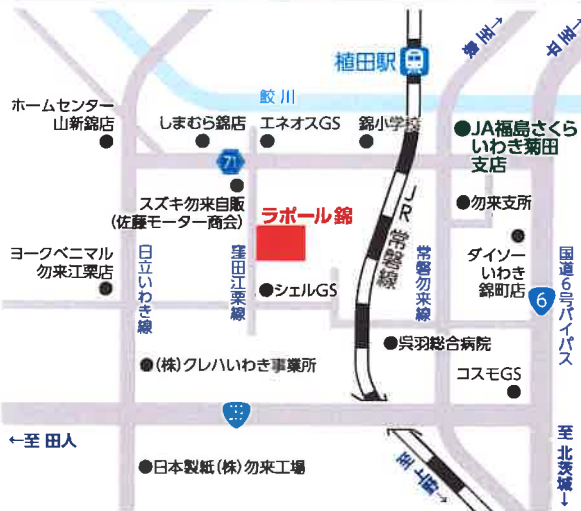 植田駅
鮫川
ホームセンター
山新錦店
しまむら錦店
エネオスGS
錦小学校
JA福島さくら
いわき菊田
支店
71
スズキ勿来自販
(佐藤モーター商会)
ラポール錦
勿来支所
ヨークベニマル
勿来江栗店
日立いわき線
窪田江栗線
JR 常磐線
常磐勿来線
ダイソー
いわき
錦町店
国道6号バイパス
6
シェルGS
呉羽総合病院
(株)クレハいわき事業所
コスモGS
←至 田人
日本製紙(株)勿来工場
至 上野→
至 北茨城→